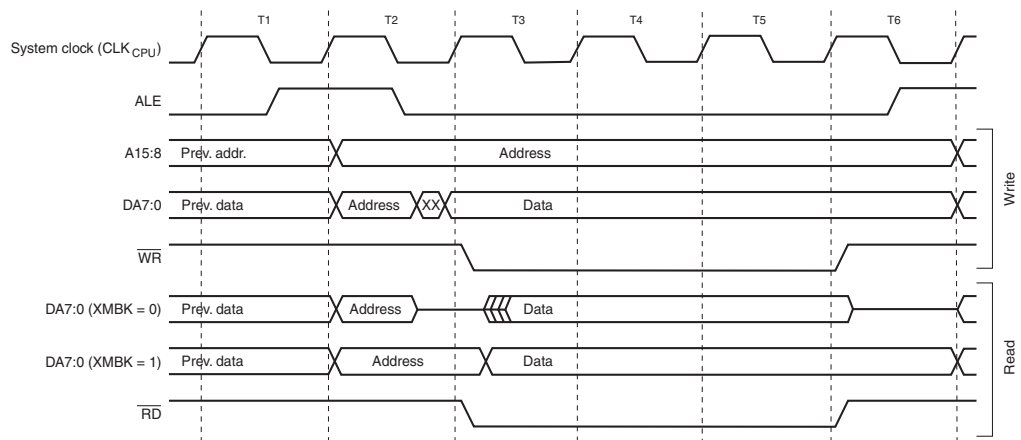 T1 T2 T3 T4 T5 T6
System clock (CLK CPU)
ALE
A15:8 Prev. addr. Address
DA7:0 Prev. data Address XX Data
WR
Write
DA7:0 (XMBK = 0) Prev. data Address Data
DA7:0 (XMBK = 1) Prev. data Address Data
RD
Read